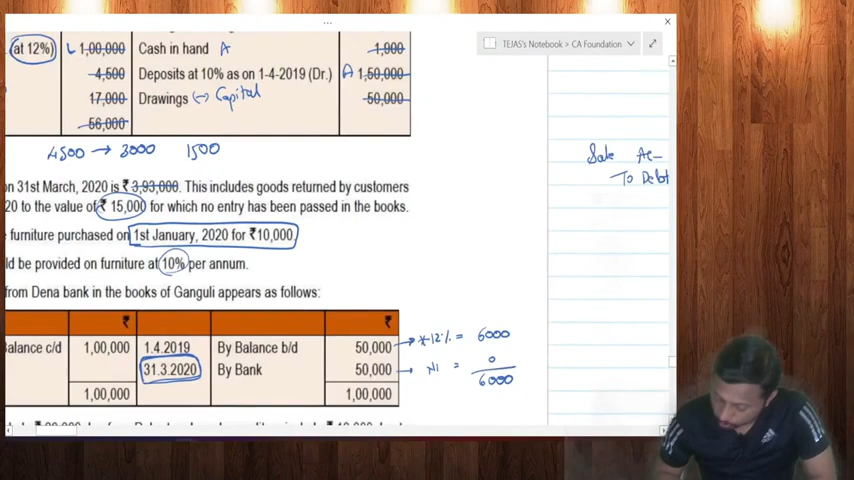 TEJAS's Notebook > CA Foundation
(at 12%) 1,00,000 Cash in hand A 1,000
4,500 Deposits at 10% as on 1-4-2019 (Dr.) A 1,50,000
17,000 Drawings <-> Capital 50,000
56,000
4500 → 3000 1500
Sale Ac-
To Debt
on 31st March, 2020 is ₹ 3,93,000. This includes goods returned by customers
20 to the value of ₹ 15,000 for which no entry has been passed in the books.
furniture purchased on 1st January, 2020 for ₹10,000
ld be provided on furniture at 10% per annum.
from Dena bank in the books of Ganguli appears as follows:
₹ ₹
alance c/d 1,00,000 1.4.2019 By Balance b/d 50,000 → *12% = 6000
31.3.2020 By Bank 50,000 → Ni = 0
1,00,000 1,00,000 6000